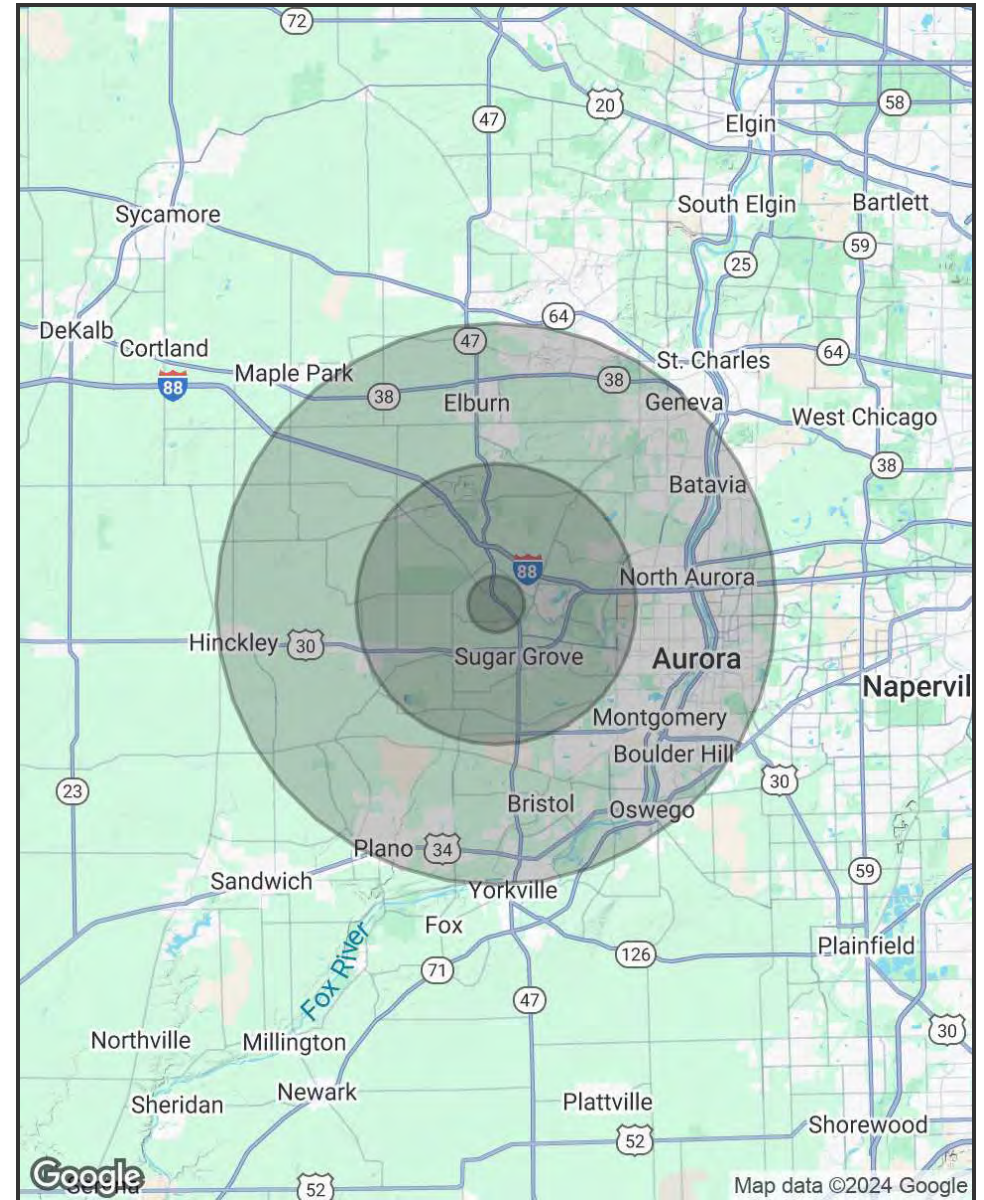 72
47
20
58
Elgin
South Elgin
Bartlett
Sycamore
59
25
DeKalb
Cortland
64
47
St. Charles
64
88
Maple Park
38
Elburn
38
Geneva
West Chicago
38
Batavia
88
North Aurora
Hinckley
30
Sugar Grove
Aurora
Napervil
Montgomery
Boulder Hill
30
23
Bristol
Oswego
Plano
34
Sandwich
Yorkville
59
Fox
Plainfield
126
71
Fox River
47
30
Northville
Millington
Newark
Sheridan
Plattville
Shorewood
52
52
Google
Map data ©2024 Google